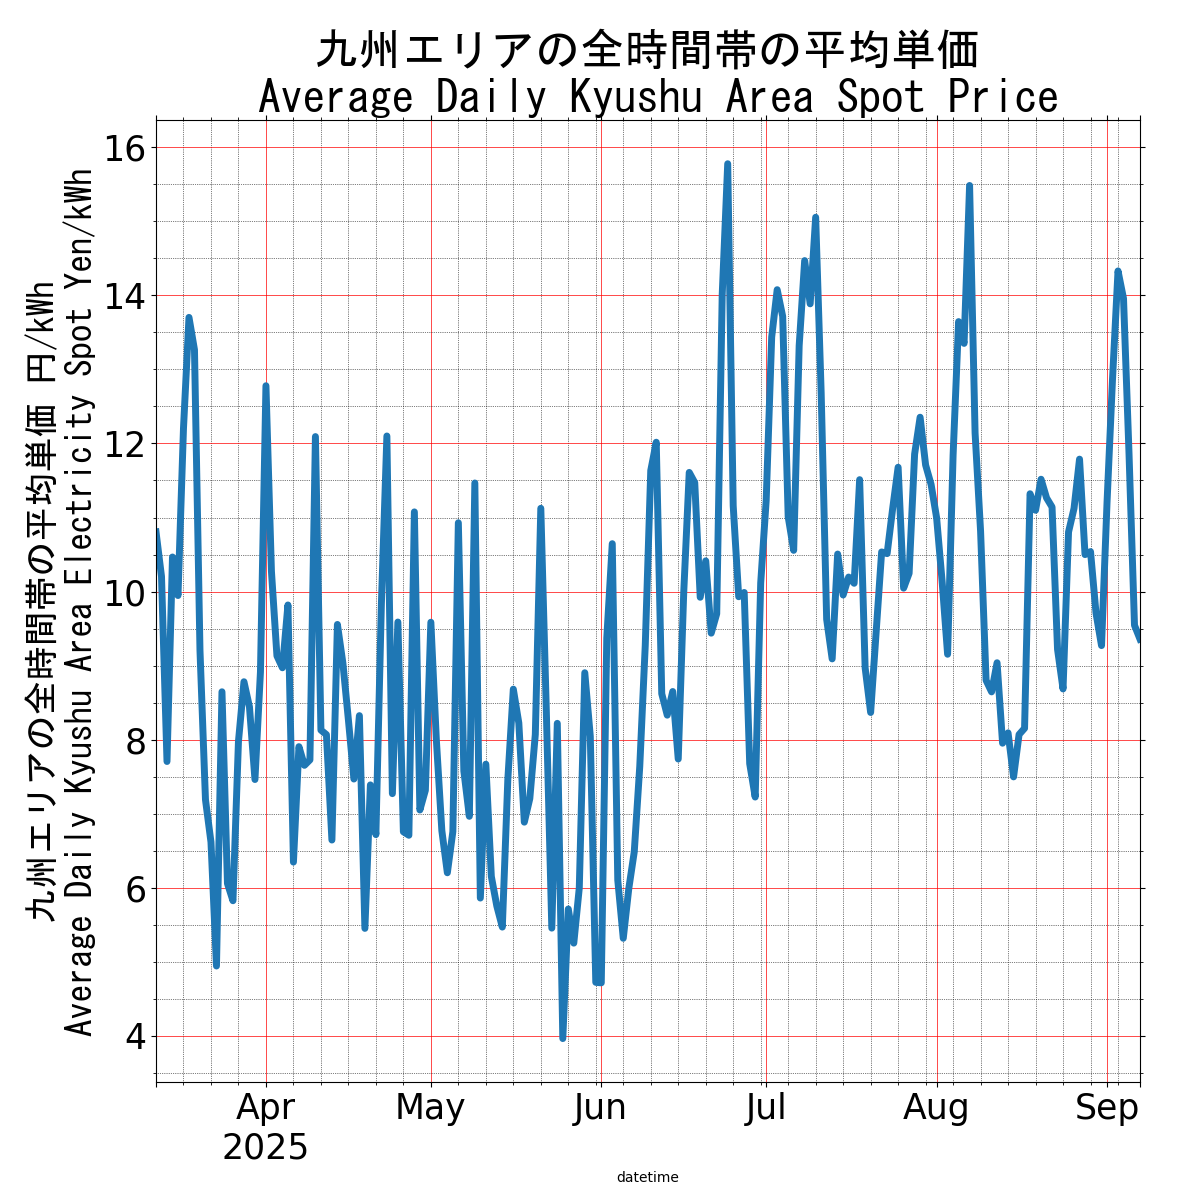 九州エリアの全時間帯の平均単価
Average Daily Kyushu Area Spot Price
九州エリアの全時間帯の平均単価 円/kWh
Average Daily Kyushu Area Electricity Spot Yen/kWh
16
14
12
10
8
6
4
Apr
2025
May
Jun
Jul
Aug
Sep
datetime